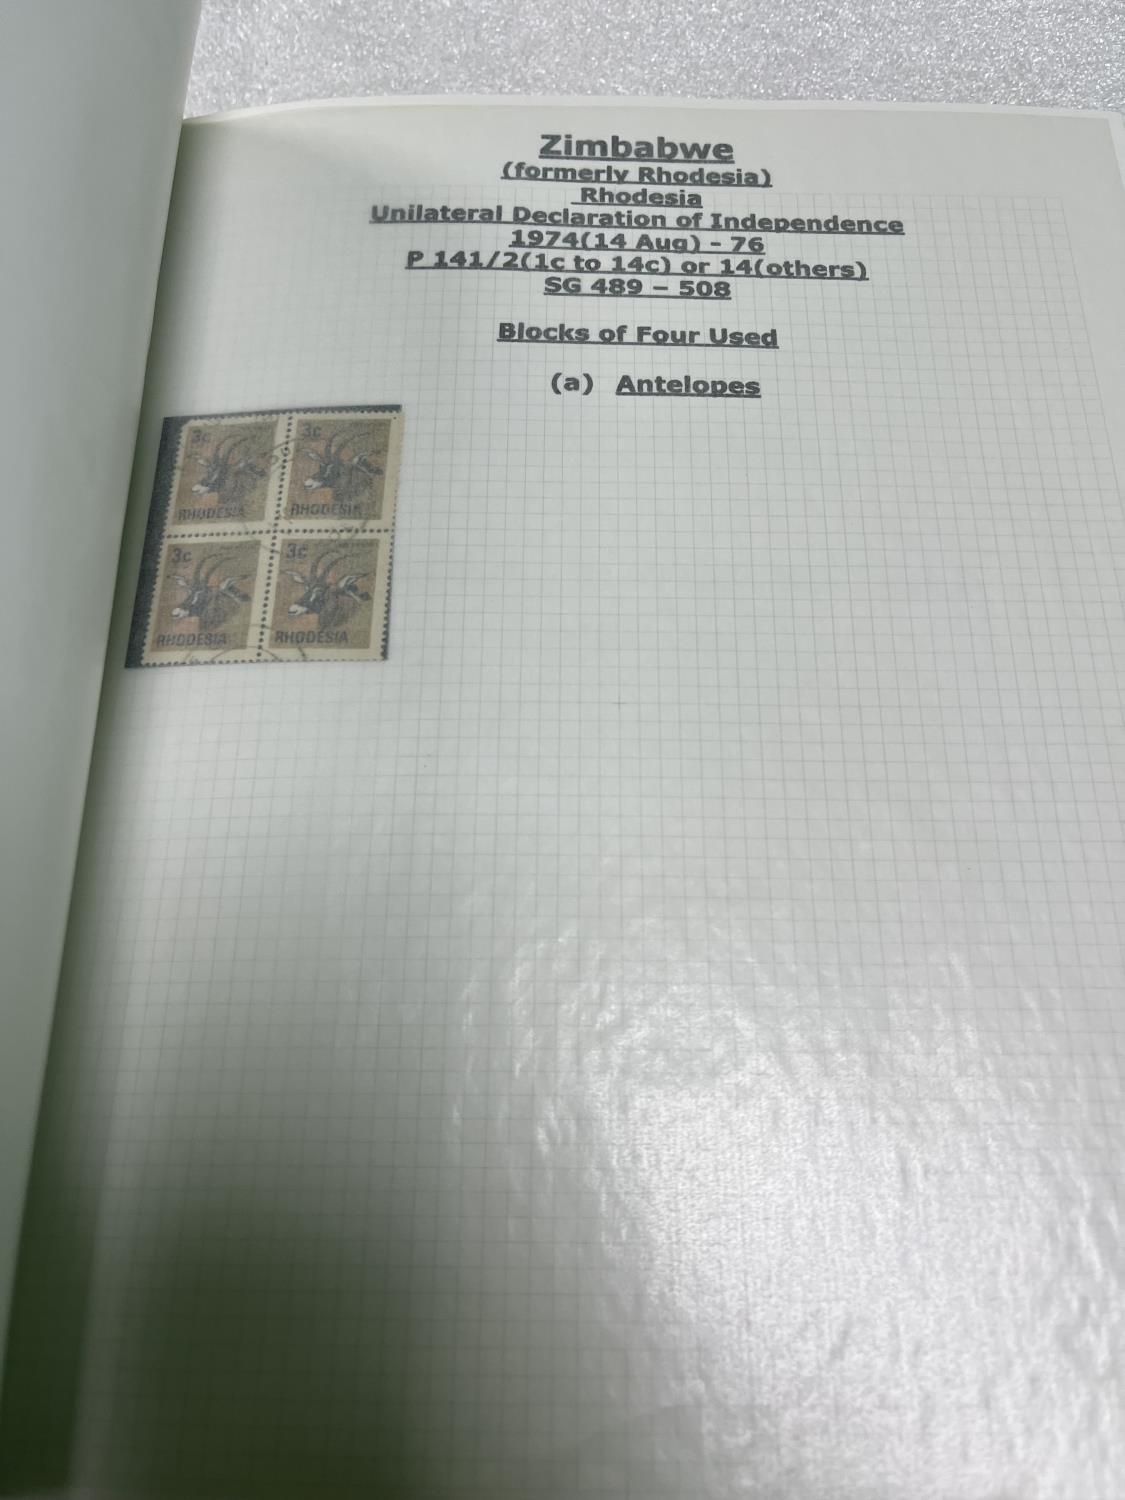 Zimbabwe
(formerly Rhodesia)
Rhodesia
Unilateral Declaration of Independence
1974(14 Aug) - 76
P 141/2(1c to 14c) or 14(others)
SG 489 – 508
Blocks of Four Used
(a) Antelopes
3c
3c
RHODESIA
RHODESIA
3c
3c
RHODESIA
RHODESIA